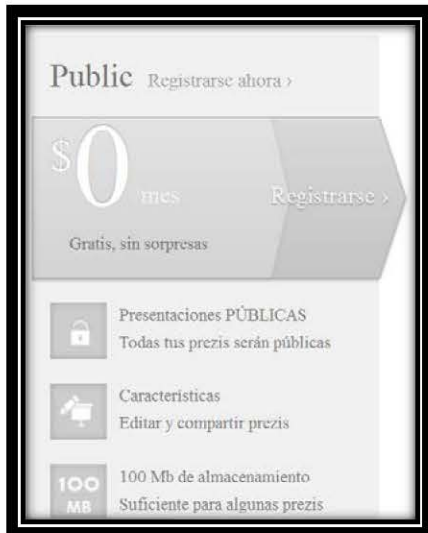 Public Registrarse ahora ›
$0 mes Registrarse ›
Gratis, sin sorpresas
Presentaciones PÚBLICAS
Todas tus prezis serán públicas
Características
Editar y compartir prezis
100 MB
100 Mb de almacenamiento
Suficiente para algunas prezis